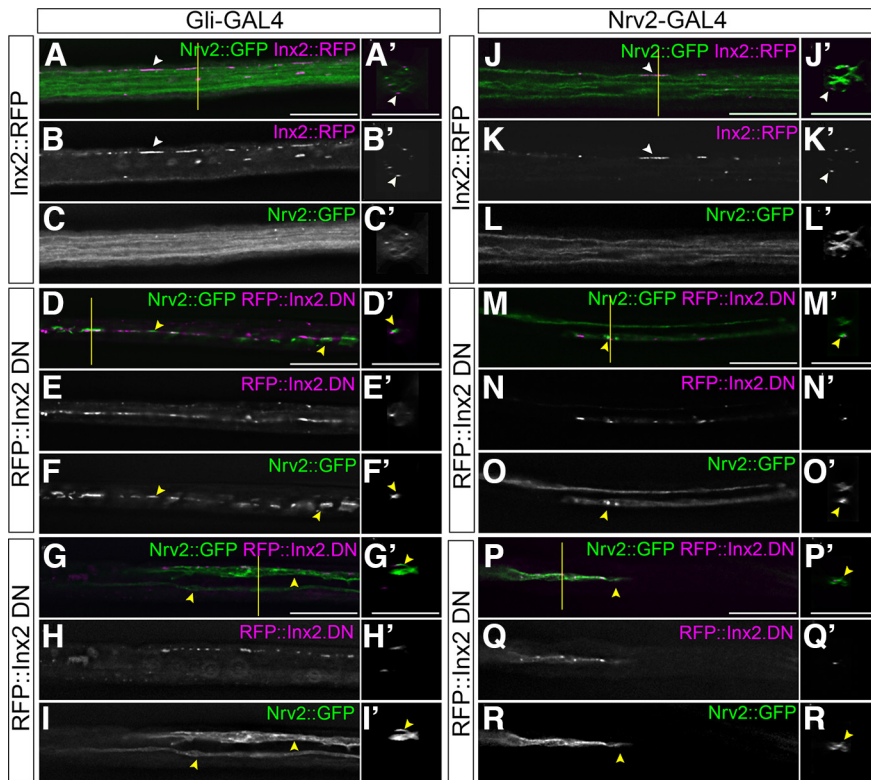 Gli-GAL4
Nrv2-GAL4
Inx2::RFP
A Nrv2::GFP Inx2::RFP A'
B Inx2::RFP B'
C Nrv2::GFP C'
RFP::Inx2 DN
D Nrv2::GFP RFP::Inx2.DN D'
E RFP::Inx2.DN E'
F Nrv2::GFP F'
RFP::Inx2 DN
G Nrv2::GFP RFP::Inx2.DN G'
H RFP::Inx2.DN H'
I Nrv2::GFP I'
Inx2::RFP
J Nrv2::GFP Inx2::RFP J'
K Inx2::RFP K'
L Nrv2::GFP L'
RFP::Inx2 DN
M Nrv2::GFP RFP::Inx2.DN M'
N RFP::Inx2.DN N'
O Nrv2::GFP O'
RFP::Inx2 DN
P Nrv2::GFP RFP::Inx2.DN P'
Q RFP::Inx2.DN Q'
R Nrv2::GFP R